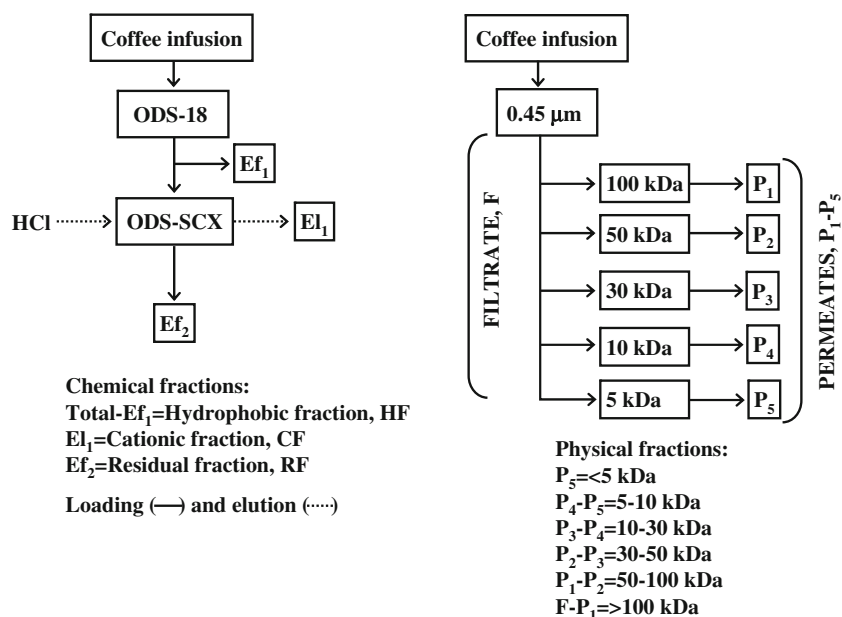 Coffee infusion
ODS-18
Ef₁
HCl
ODS-SCX
El₁
Ef₂
Chemical fractions:
Total-Ef₁=Hydrophobic fraction, HF
El₁=Cationic fraction, CF
Ef₂=Residual fraction, RF
Loading (—) and elution (......)
Coffee infusion
0.45 μm
FILTRATE, F
100 kDa
P₁
50 kDa
P₂
30 kDa
P₃
10 kDa
P₄
5 kDa
P₅
PERMEATES, P₁-P₅
Physical fractions:
P₅=<5 kDa
P₄-P₅=5-10 kDa
P₃-P₄=10-30 kDa
P₂-P₃=30-50 kDa
P₁-P₂=50-100 kDa
F-P₁=>100 kDa